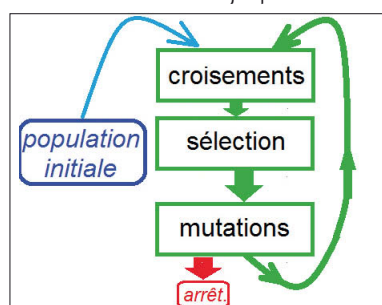 croisements
population
initiale
sélection
mutations
arrêt.